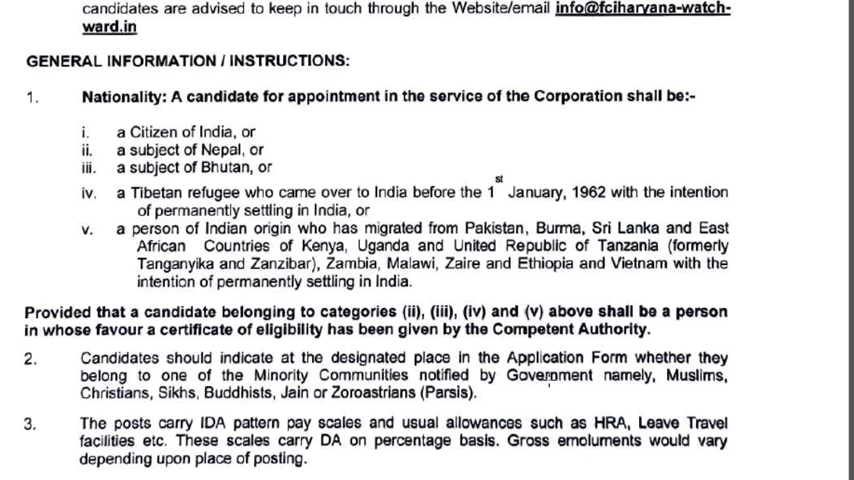 candidates are advised to keep in touch through the Website/email info@fciharyana-watch-
ward.in
GENERAL INFORMATION / INSTRUCTIONS:
1. Nationality: A candidate for appointment in the service of the Corporation shall be:-
i. a Citizen of India, or
ii. a subject of Nepal, or
iii. a subject of Bhutan, or
iv. a Tibetan refugee who came over to India before the 1st January, 1962 with the intention
of permanently settling in India, or
v. a person of Indian origin who has migrated from Pakistan, Burma, Sri Lanka and East
African Countries of Kenya, Uganda and United Republic of Tanzania (formerly
Tanganyika and Zanzibar), Zambia, Malawi, Zaire and Ethiopia and Vietnam with the
intention of permanently settling in India.
Provided that a candidate belonging to categories (ii), (iii), (iv) and (v) above shall be a person
in whose favour a certificate of eligibility has been given by the Competent Authority.
2. Candidates should indicate at the designated place in the Application Form whether they
belong to one of the Minority Communities notified by Government namely, Muslims,
Christians, Sikhs, Buddhists, Jain or Zoroastrians (Parsis).
3. The posts carry IDA pattern pay scales and usual allowances such as HRA, Leave Travel
facilities etc. These scales carry DA on percentage basis. Gross emoluments would vary
depending upon place of posting.